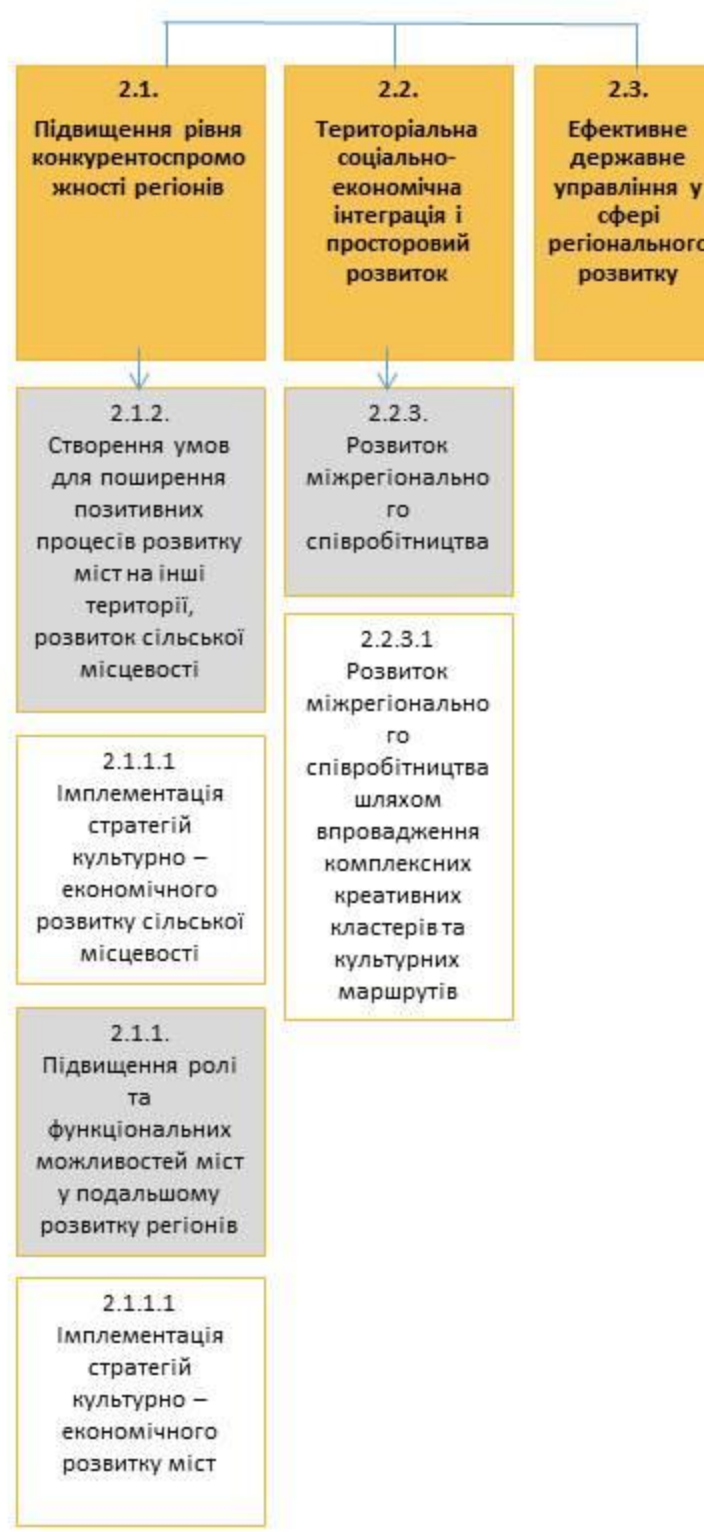 2.1.
Підвищення рівня
конкурентоспромо
жності регіонів
2.2.
Територіальна
соціально-
економічна
інтеграція і
просторовий
розвиток
2.3.
Ефективне
державне
управління у
сфері
регіонального
розвитку
2.1.2.
Створення умов
для поширення
позитивних
процесів розвитку
міст на інші
території,
розвиток сільської
місцевості
2.1.1.1
Імплементація
стратегій
культурно –
економічного
розвитку сільської
місцевості
2.1.1.
Підвищення ролі
та
функціональних
можливостей міст
у подальшому
розвитку регіонів
2.1.1.1
Імплементація
стратегій
культурно –
економічного
розвитку міст
2.2.3.
Розвиток
міжрегіонально
го
співробітництва
2.2.3.1
Розвиток
міжрегіонально
го
співробітництва
шляхом
впровадження
комплексних
креативних
кластерів та
культурних
маршрутів